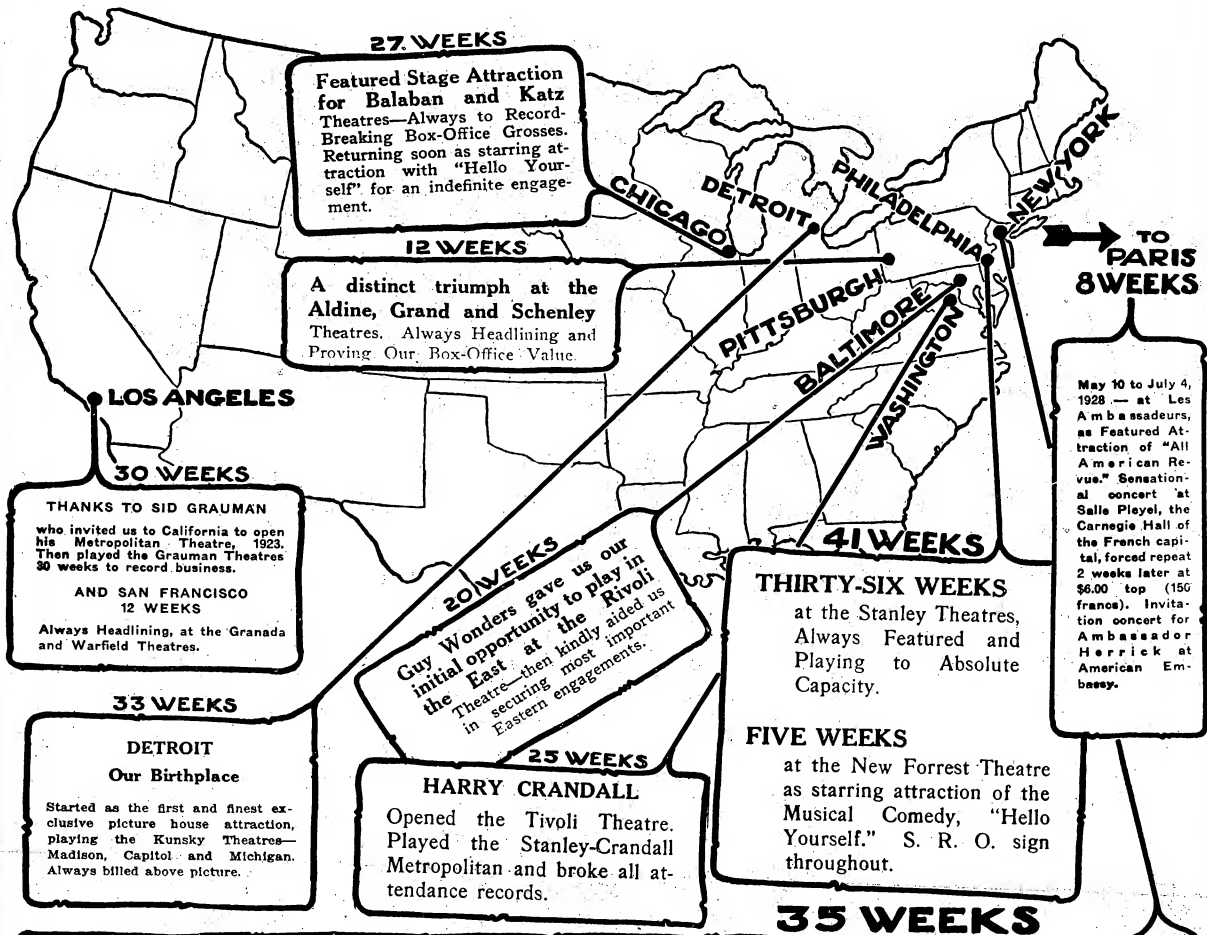 27 WEEKS
Featured Stage Attraction
for Balaban and Katz
Theatres—Always to Record-
Breaking Box-Office Grosses.
Returning soon as starring at-
traction with "Hello Your-
self" for an indefinite engage-
ment.
CHICAGO
DETROIT
PHILADELPHIA
NEW YORK
TO
PARIS
8 WEEKS
12 WEEKS
A distinct triumph at the
Aldine, Grand and Schenley
Theatres. Always Headlining and
Proving Our Box-Office Value.
PITTSBURGH
BALTIMORE
WASHINGTON
May 10 to July 4,
1928 — at Les
Ambassadeurs,
as Featured At-
traction of "All
American Re-
vue." Sensation-
al concert at
Salle Pleyel, the
Carnegie Hall of
the French capi-
tal, forced repeat
2 weeks later at
$6.00 top (150
francs). Invita-
tion concert for
Ambassador
Herrick at
American Em-
bassy.
LOS ANGELES
30 WEEKS
THANKS TO SID GRAUMAN
who invited us to California to open
his Metropolitan Theatre, 1923.
Then played the Grauman Theatres
30 weeks to record business.
AND SAN FRANCISCO
12 WEEKS
Always Headlining, at the Granada
and Warfield Theatres.
20 WEEKS
Guy Wonders gave us our
initial opportunity to play in
the East at the Rivoli
Theatre—then kindly aided us
in securing most important
Eastern engagements.
41 WEEKS
THIRTY-SIX WEEKS
at the Stanley Theatres,
Always Featured and
Playing to Absolute
Capacity.
FIVE WEEKS
at the New Forrest Theatre
as starring attraction of the
Musical Comedy, "Hello
Yourself." S. R. O. sign
throughout.
33 WEEKS
DETROIT
Our Birthplace
Started as the first and finest ex-
clusive picture house attraction,
playing the Kunsky Theatres—
Madison, Capitol and Michigan.
Always billed above picture.
25 WEEKS
HARRY CRANDALL
Opened the Tivoli Theatre.
Played the Stanley-Crandall
Metropolitan and broke all at-
tendance records.
35 WEEKS